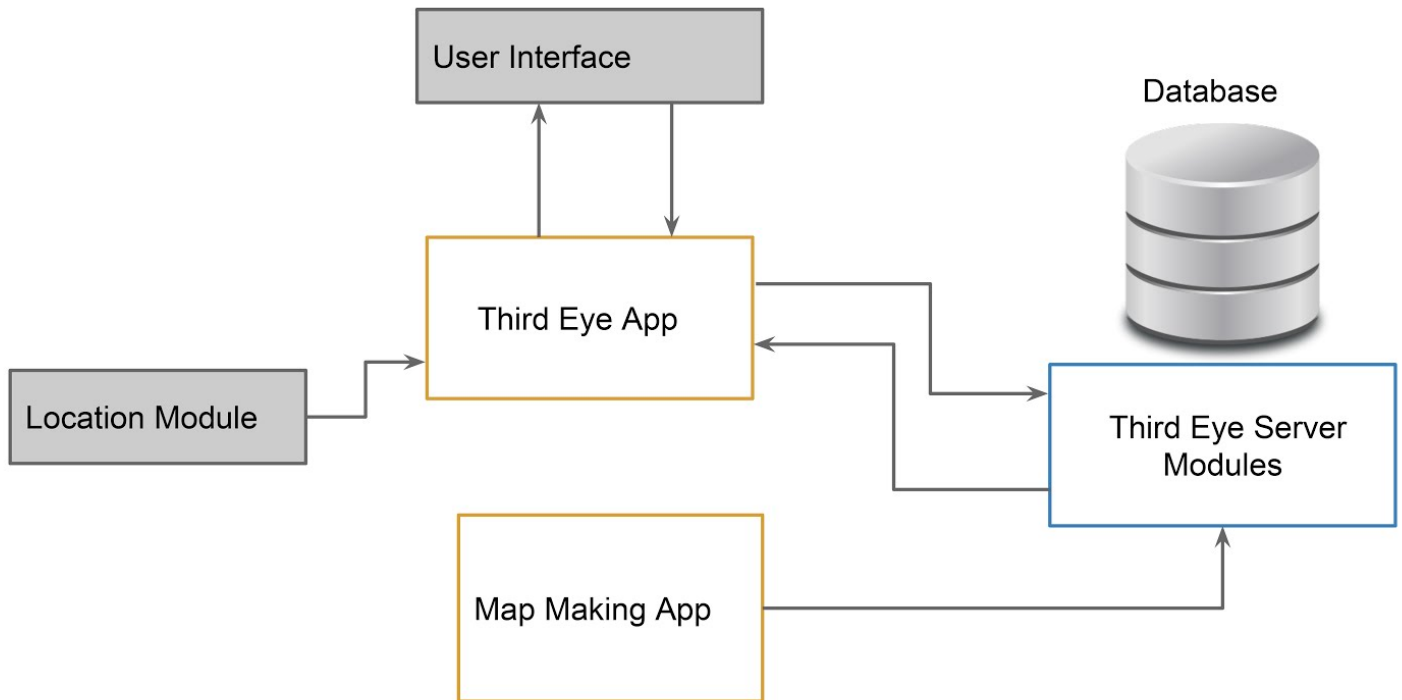 User Interface
Database
Third Eye App
Location Module
Third Eye Server
Modules
Map Making App